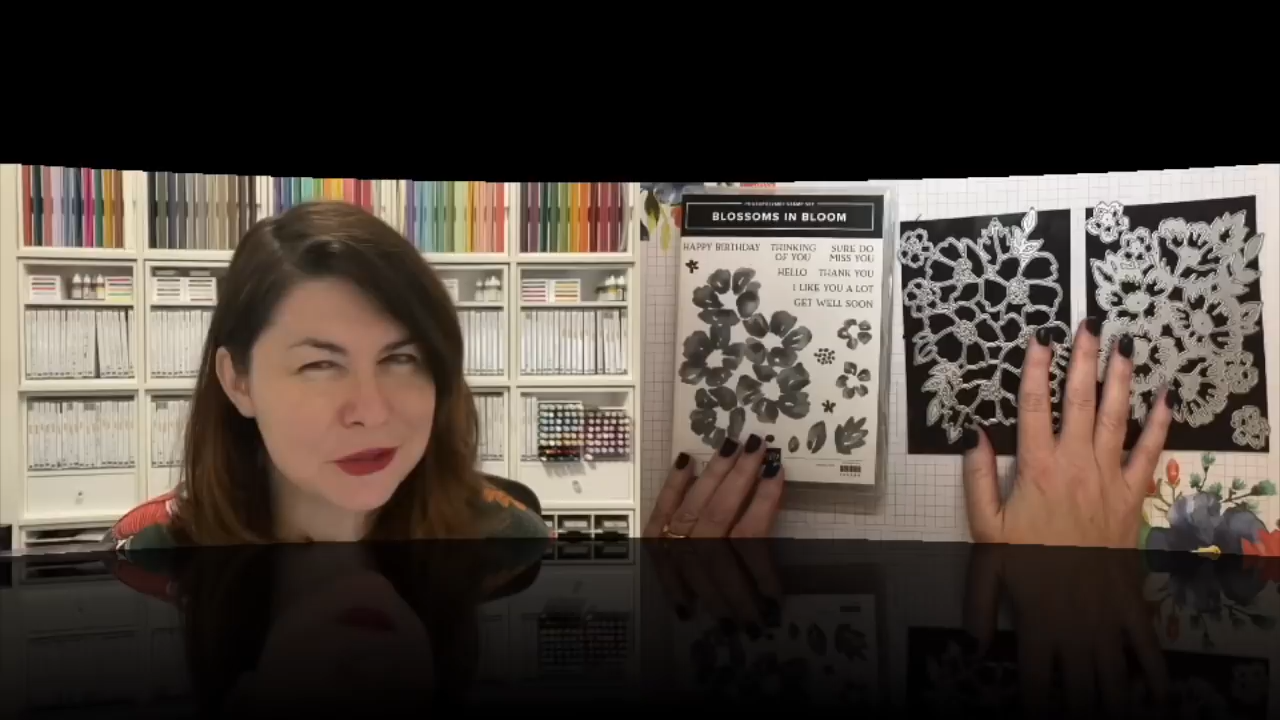 BLOSSOMS IN BLOOM
HAPPY BIRTHDAY
THINKING
OF YOU
SURE DO
MISS YOU
HELLO
THANK YOU
I LIKE YOU A LOT
GET WELL SOON